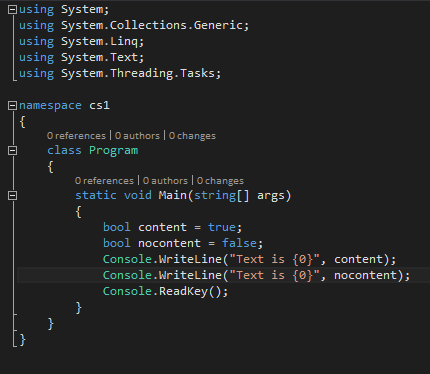 using System;
using System.Collections.Generic;
using System.Linq;
using System.Text;
using System.Threading.Tasks;
namespace cs1
{
0 references | 0 authors | 0 changes
class Program
{
0 references | 0 authors | 0 changes
static void Main(string[] args)
{
bool content = true;
bool nocontent = false;
Console.WriteLine("Text is {0}", content);
Console.WriteLine("Text is {0}", nocontent);
Console.ReadKey();
}
}
}